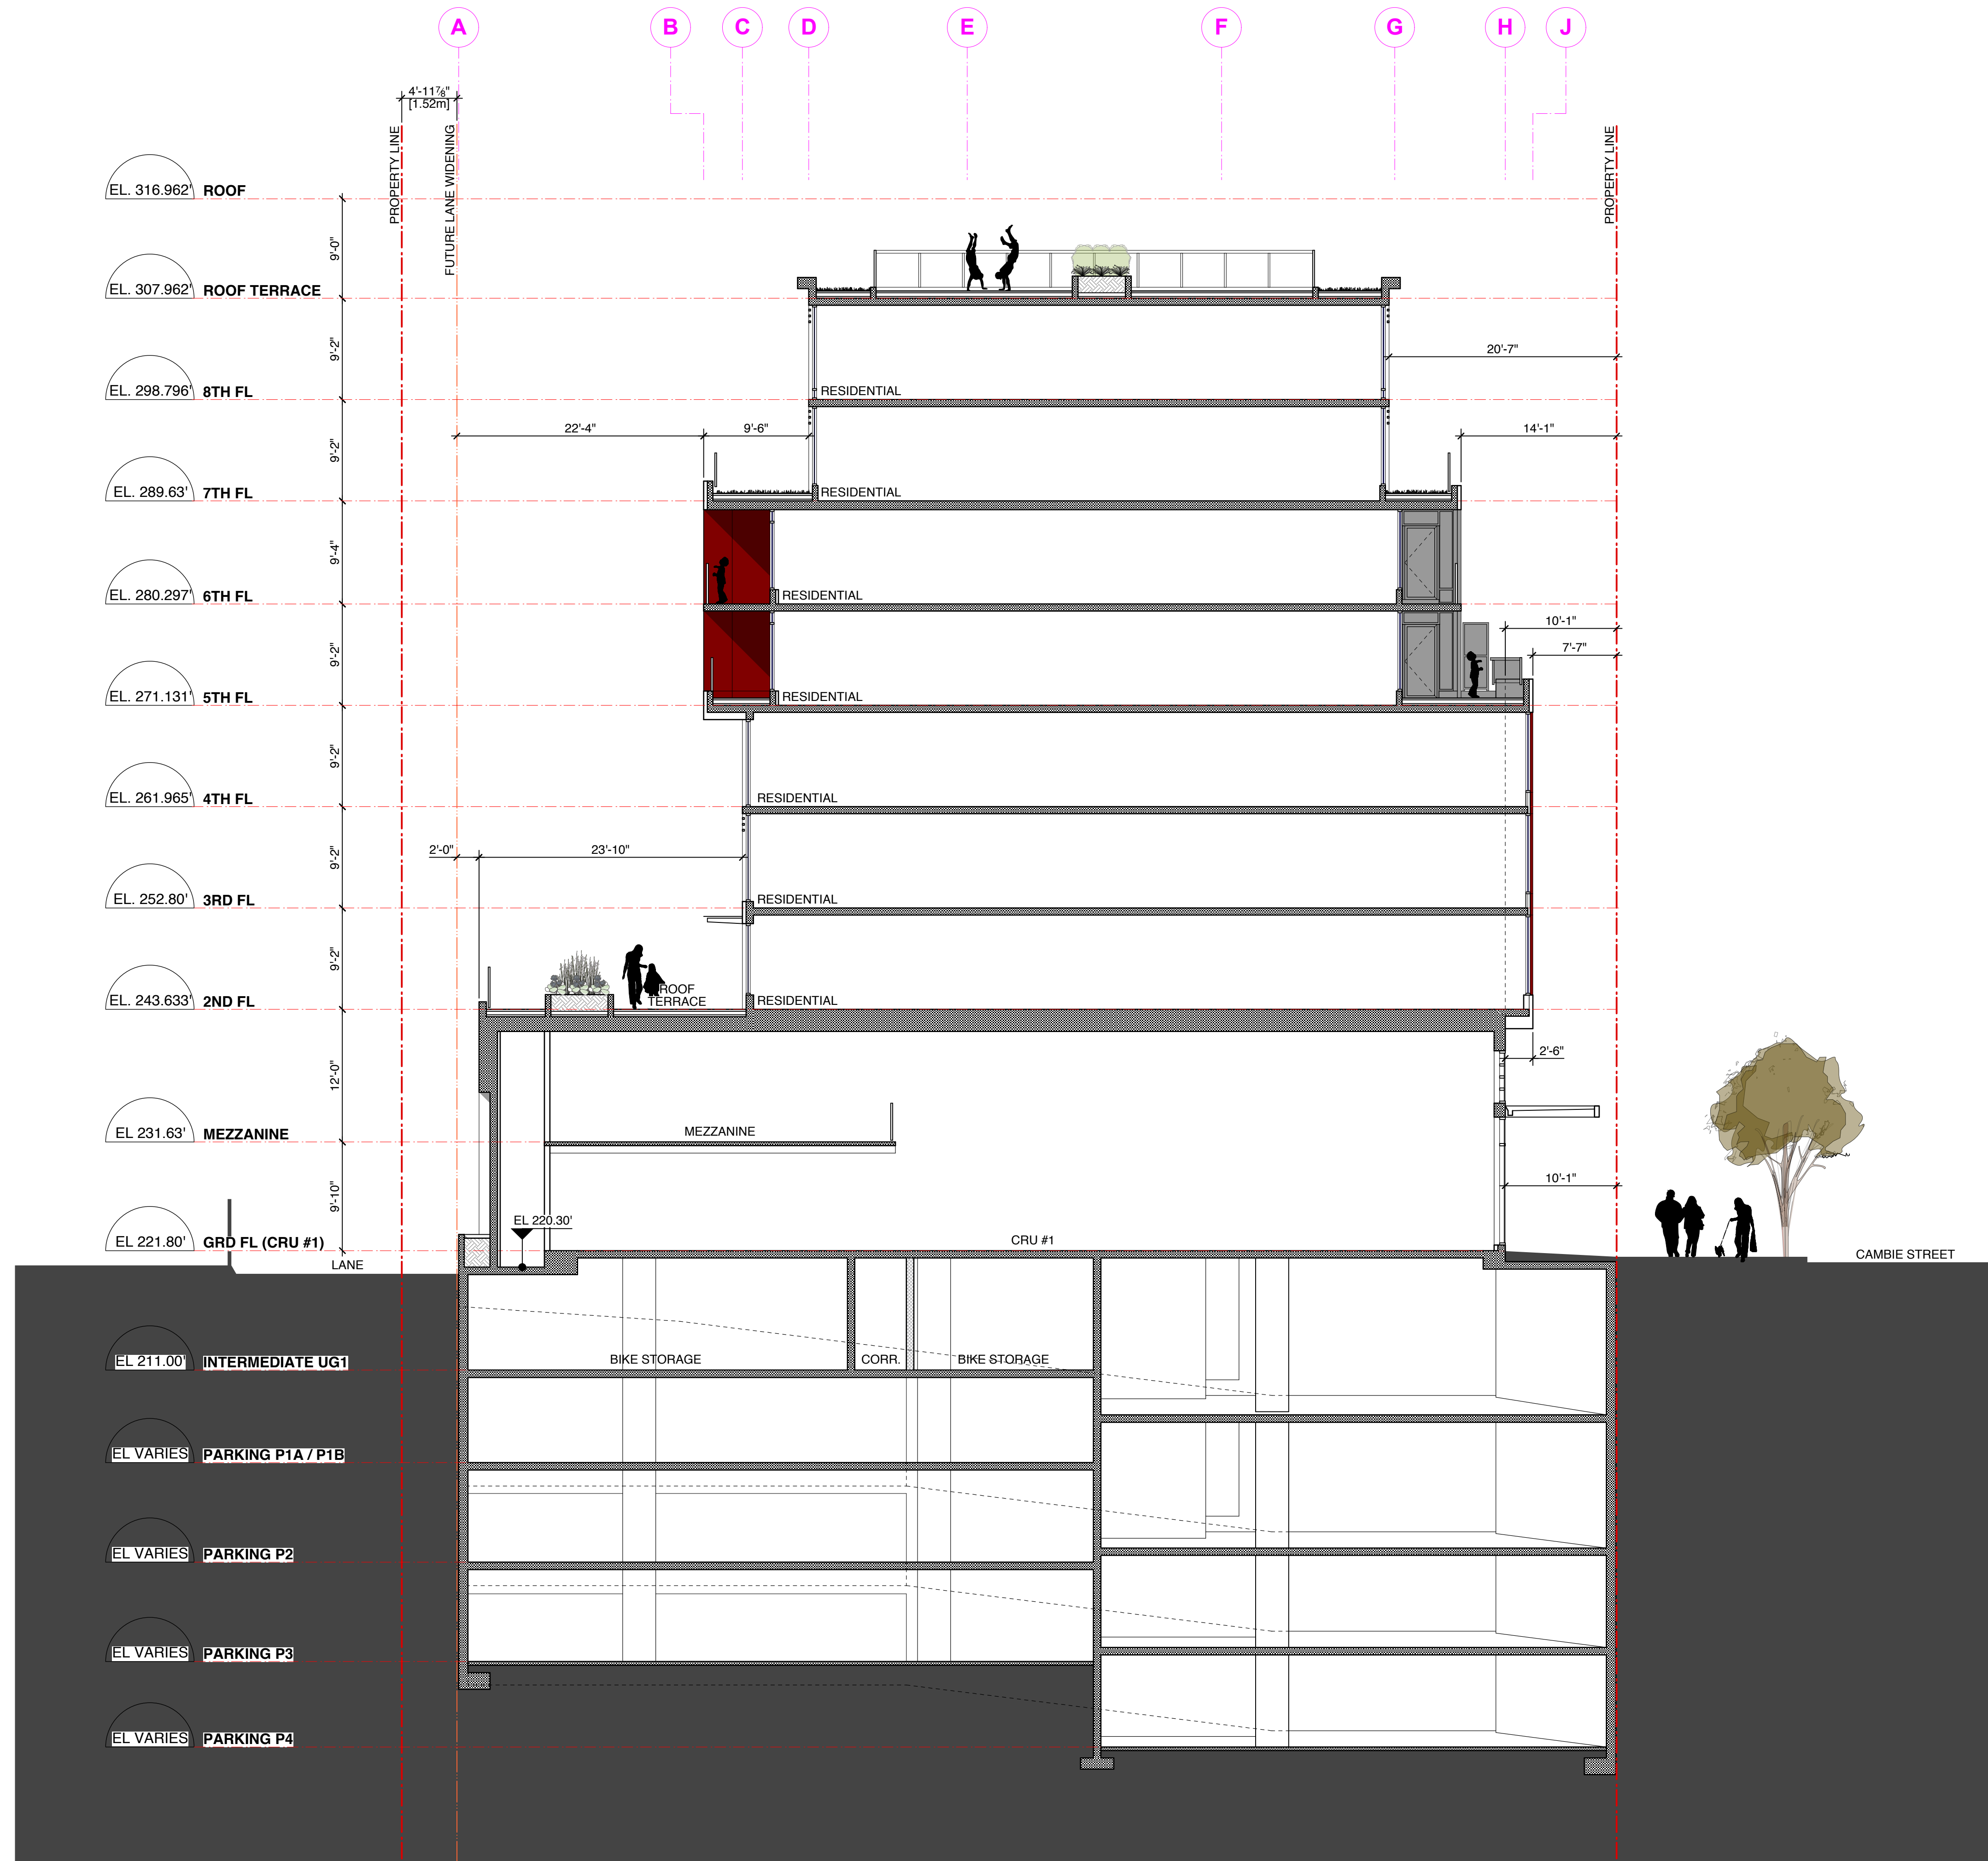 A B C D E F G H J
4'-11⅞"
[1.52m]
PROPERTY LINE
FUTURE LANE WIDENING
PROPERTY LINE
EL. 316.962' ROOF
9'-0"
EL. 307.962' ROOF TERRACE
9'-2"
20'-7"
EL. 298.796' 8TH FL
RESIDENTIAL
9'-2"
22'-4" 9'-6" 14'-1"
EL. 289.63' 7TH FL
RESIDENTIAL
9'-4"
EL. 280.297' 6TH FL
RESIDENTIAL
10'-1"
9'-2"
7'-7"
EL. 271.131' 5TH FL
RESIDENTIAL
9'-2"
EL. 261.965' 4TH FL
RESIDENTIAL
9'-2"
2'-0" 23'-10"
EL. 252.80' 3RD FL
RESIDENTIAL
9'-2"
EL. 243.633' 2ND FL
ROOF
TERRACE
RESIDENTIAL
12'-0"
2'-6"
EL 231.63' MEZZANINE
MEZZANINE
9'-10"
10'-1"
EL 220.30'
EL 221.80' GRD FL (CRU #1)
CRU #1
LANE
CAMBIE STREET
EL 211.00' INTERMEDIATE UG1
BIKE STORAGE CORR. BIKE STORAGE
EL VARIES PARKING P1A / P1B
EL VARIES PARKING P2
EL VARIES PARKING P3
EL VARIES PARKING P4